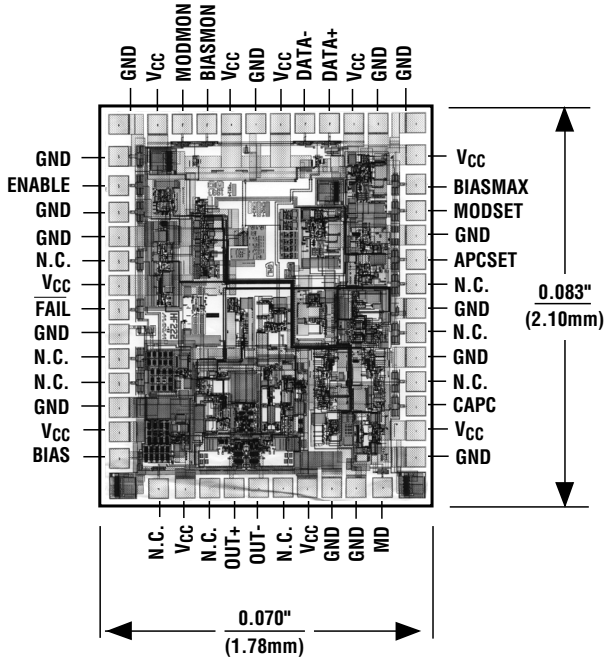 GND
VCC
MODMON
BIASMON
VCC
GND
VCC
DATA-
DATA+
VCC
GND
GND
GND
ENABLE
GND
GND
N.C.
VCC
FAIL
GND
N.C.
N.C.
GND
VCC
BIAS
VCC
BIASMAX
MODSET
GND
APCSET
N.C.
GND
N.C.
GND
N.C.
CAPC
VCC
GND
HF222
N.C.
VCC
N.C.
OUT+
OUT-
N.C.
VCC
GND
GND
MD
0.083"
(2.10mm)
0.070"
(1.78mm)